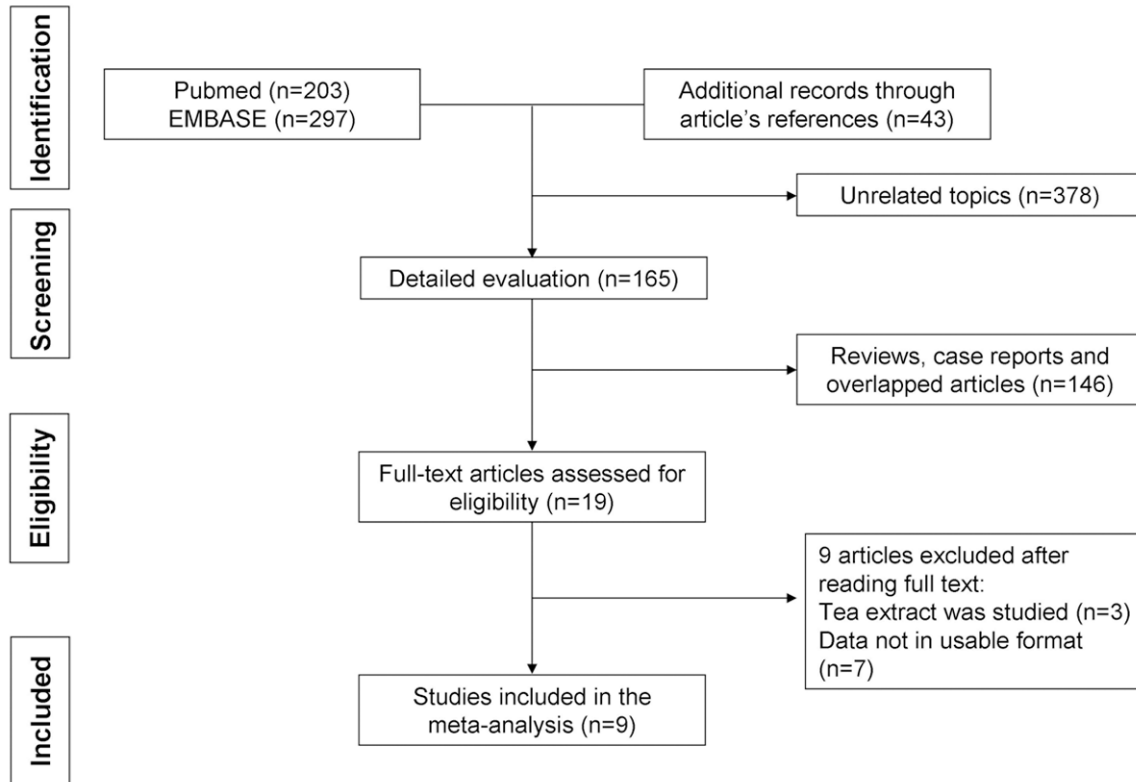 Identification
Pubmed (n=203)
EMBASE (n=297)
Additional records through
article's references (n=43)
Unrelated topics (n=378)
Screening
Detailed evaluation (n=165)
Reviews, case reports and
overlapped articles (n=146)
Eligibility
Full-text articles assessed for
eligibility (n=19)
9 articles excluded after
reading full text:
Tea extract was studied (n=3)
Data not in usable format
(n=7)
Included
Studies included in the
meta-analysis (n=9)